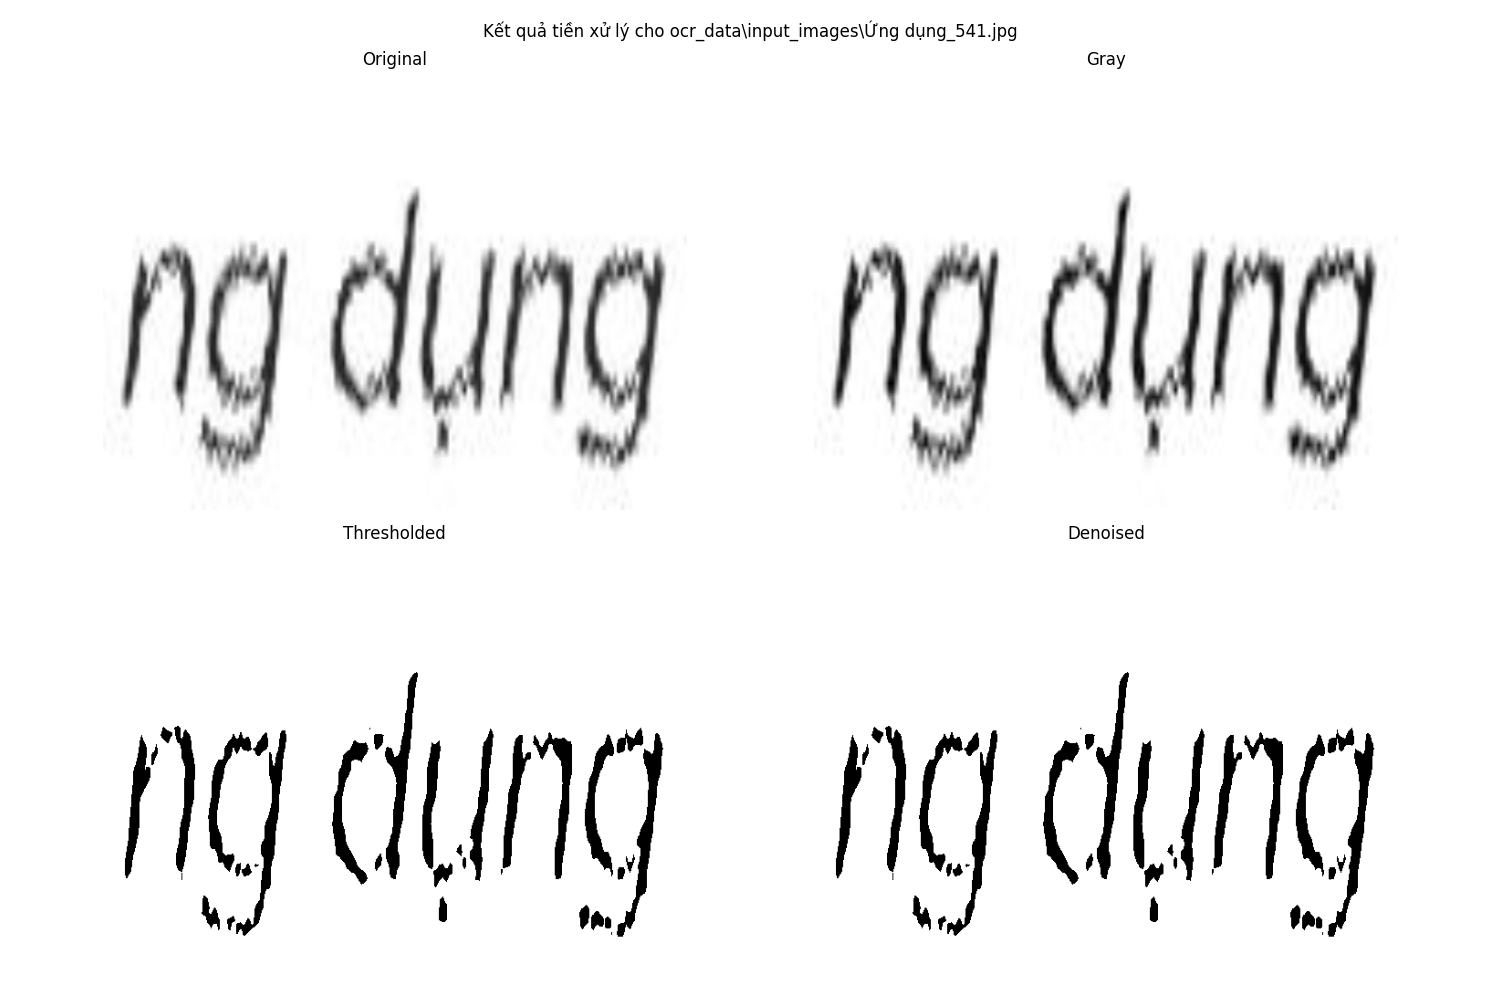 Kết quả tiền xử lý cho ocr_data\input_images\Ứng dụng_541.jpg
Original
Gray
ng dụng
ng dụng
Thresholded
Denoised
ng dụng
ng dụng